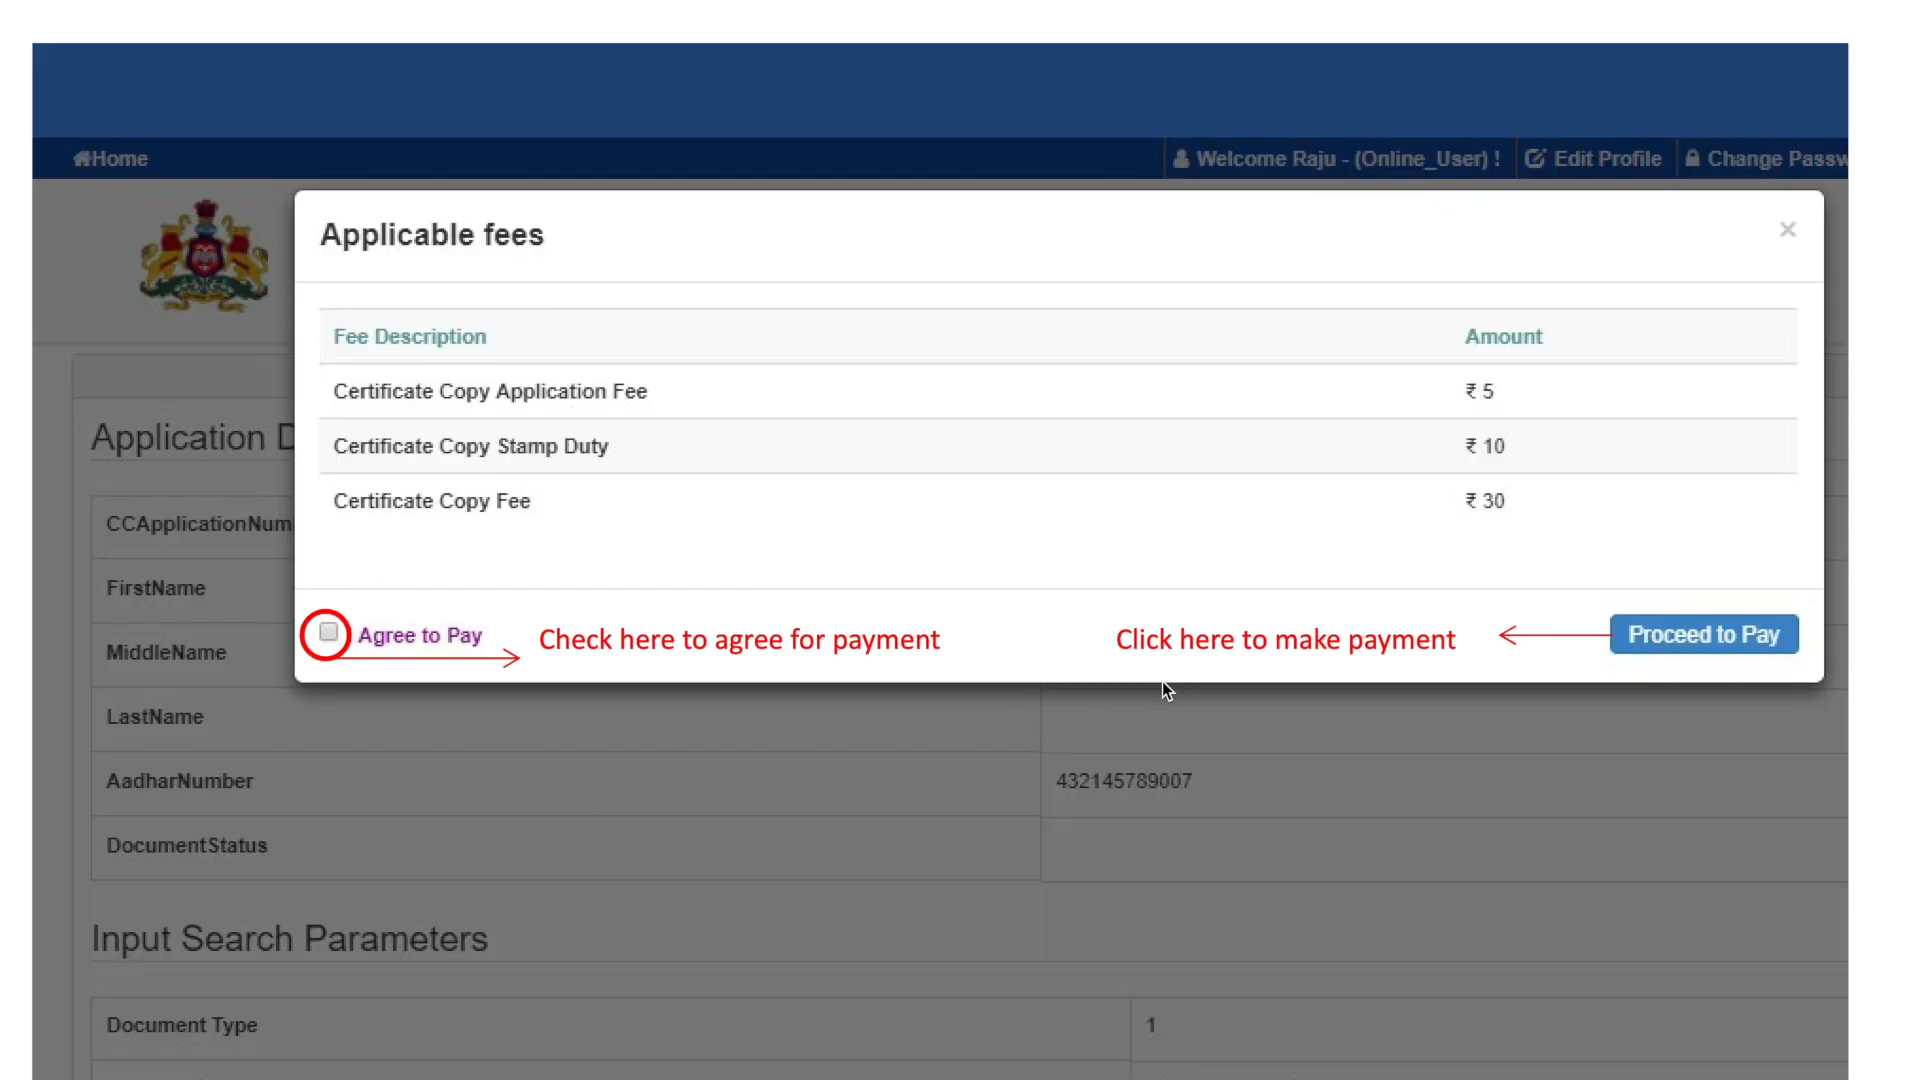 Home
Welcome Raju - (Online_User) !
Edit Profile
Change Passw
Applicable fees
×
Fee Description Amount
Certificate Copy Application Fee ₹ 5
Certificate Copy Stamp Duty ₹ 10
Certificate Copy Fee ₹ 30
Agree to Pay
Check here to agree for payment
Click here to make payment
Proceed to Pay
Application D
CCApplicationNum
FirstName
MiddleName
LastName
AadharNumber 432145789007
DocumentStatus
Input Search Parameters
Document Type 1